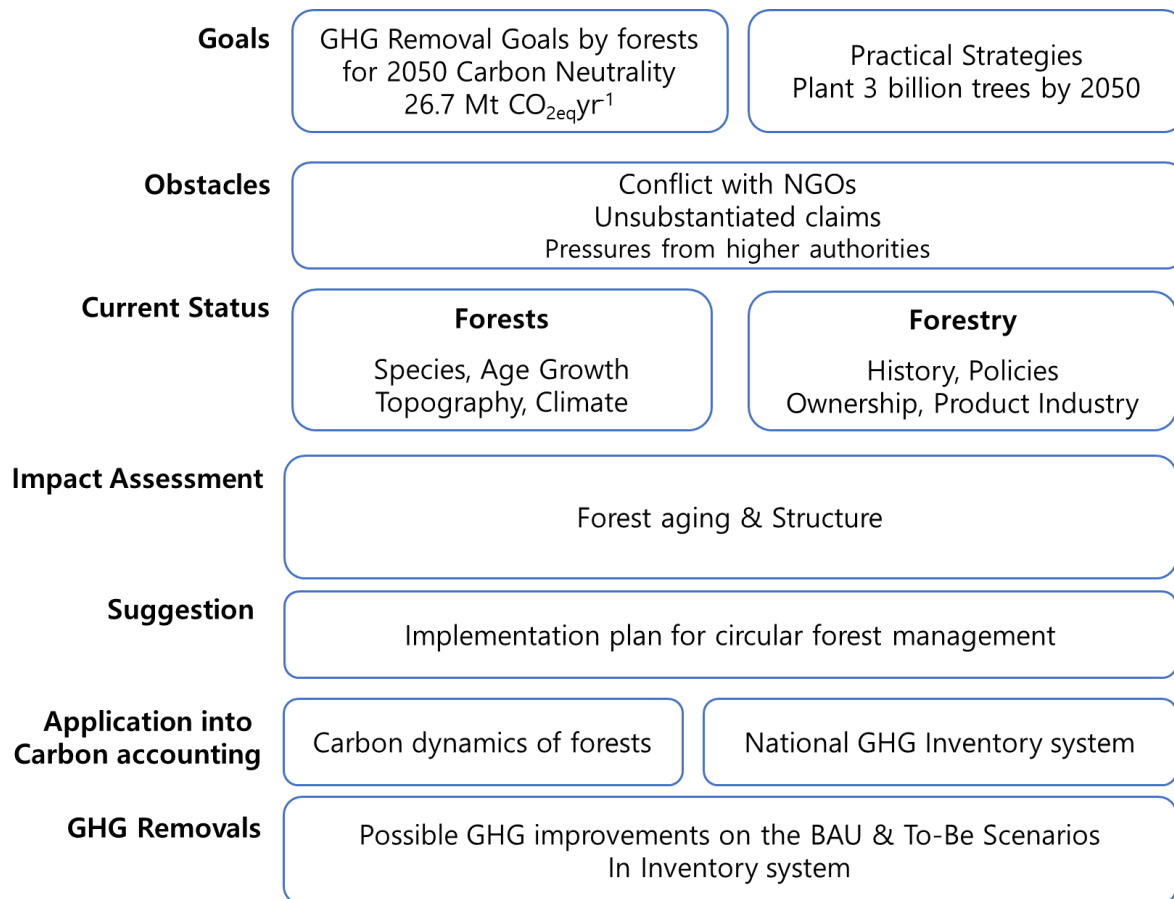 Goals
GHG Removal Goals by forests
for 2050 Carbon Neutrality
26.7 Mt CO₂eqyr⁻¹
Practical Strategies
Plant 3 billion trees by 2050
Obstacles
Conflict with NGOs
Unsubstantiated claims
Pressures from higher authorities
Current Status
Forests
Species, Age Growth
Topography, Climate
Forestry
History, Policies
Ownership, Product Industry
Impact Assessment
Forest aging & Structure
Suggestion
Implementation plan for circular forest management
Application into
Carbon accounting
Carbon dynamics of forests
National GHG Inventory system
GHG Removals
Possible GHG improvements on the BAU & To-Be Scenarios
In Inventory system